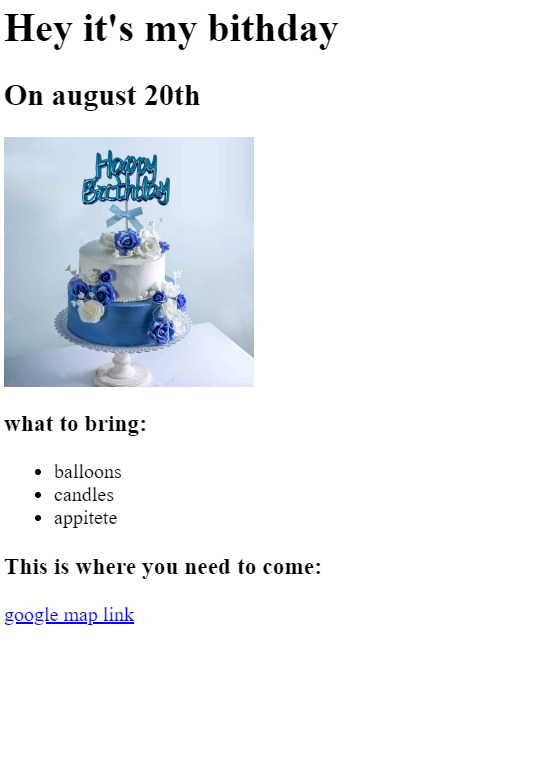 Hey it's my bithday
On august 20th
Happy
Birthday
what to bring:
balloons
candles
appitete
This is where you need to come:
google map link